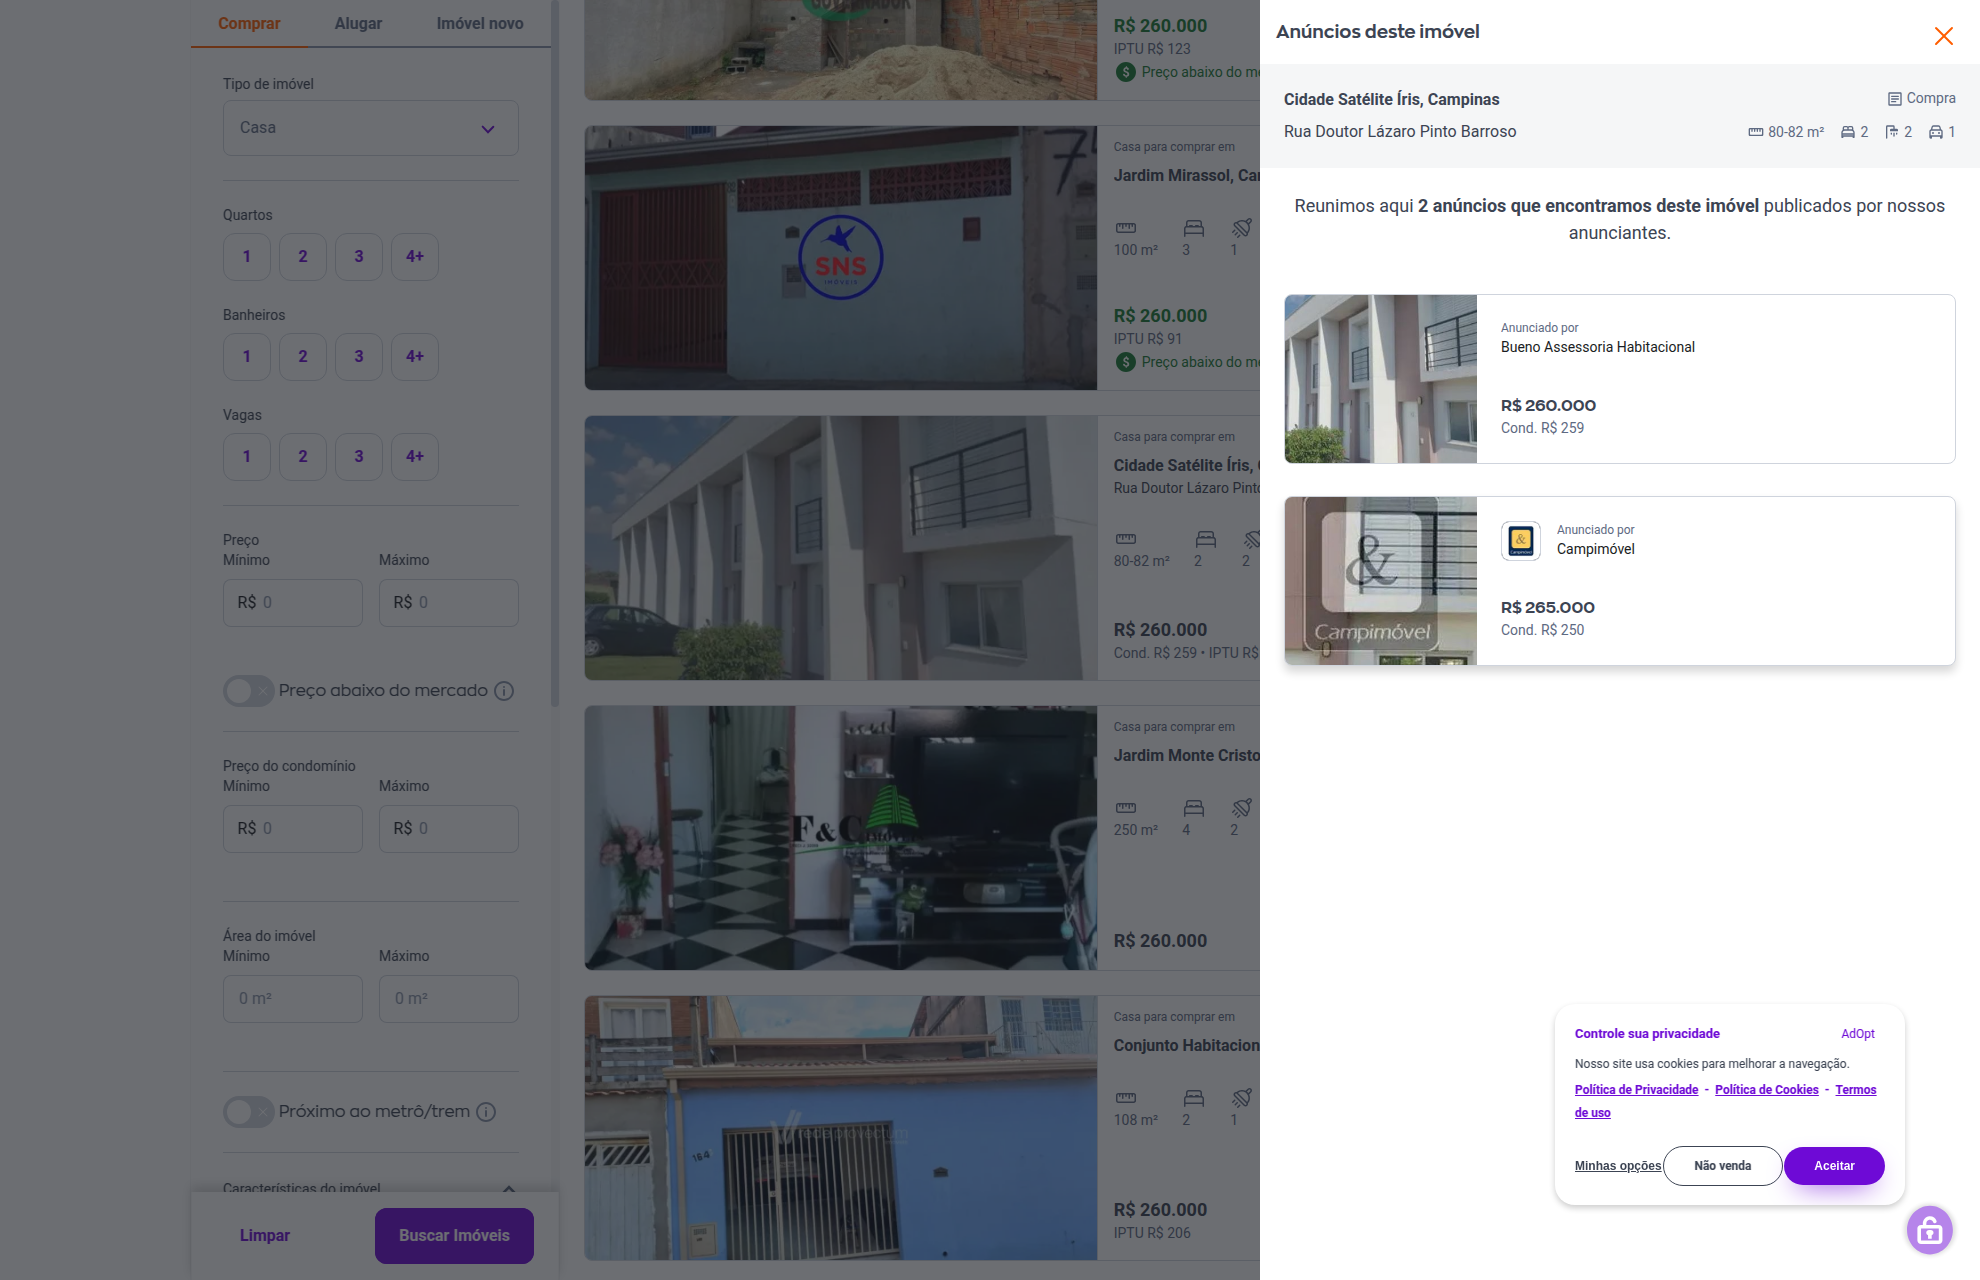 Comprar
Alugar
Imóvel novo
Tipo de imóvel
Casa
Quartos
1
2
3
4+
Banheiros
1
2
3
4+
Vagas
1
2
3
4+
Preço
Mínimo
Máximo
R$ 0
R$ 0
Preço abaixo do mercado
Preço do condomínio
Mínimo
Máximo
R$ 0
R$ 0
Área do imóvel
Mínimo
Máximo
0 m²
0 m²
Próximo ao metrô/trem
Características do imóvel
Limpar
Buscar Imóveis
GOVERNADOR
R$ 260.000
IPTU R$ 123
Preço abaixo do me
SNS
IMÓVEIS
Casa para comprar em
Jardim Mirassol, Ca
100 m²
3
1
R$ 260.000
IPTU R$ 91
Preço abaixo do me
Casa para comprar em
Cidade Satélite Íris,
Rua Doutor Lázaro Pinto
80-82 m²
2
2
R$ 260.000
Cond. R$ 259 • IPTU R$
F&C
Casa para comprar em
Jardim Monte Cristo
250 m²
4
2
R$ 260.000
164
Casa para comprar em
Conjunto Habitacion
108 m²
2
1
R$ 260.000
IPTU R$ 206
Anúncios deste imóvel
Cidade Satélite Íris, Campinas
Compra
Rua Doutor Lázaro Pinto Barroso
80-82 m²
2
2
1
Reunimos aqui 2 anúncios que encontramos deste imóvel publicados por nossos
anunciantes.
Anunciado por
Bueno Assessoria Habitacional
R$ 260.000
Cond. R$ 259
&
Campimóvel
Anunciado por
Campimóvel
R$ 265.000
Cond. R$ 250
Controle sua privacidade
AdOpt
Nosso site usa cookies para melhorar a navegação.
Política de Privacidade - Política de Cookies - Termos
de uso
Minhas opções
Não venda
Aceitar